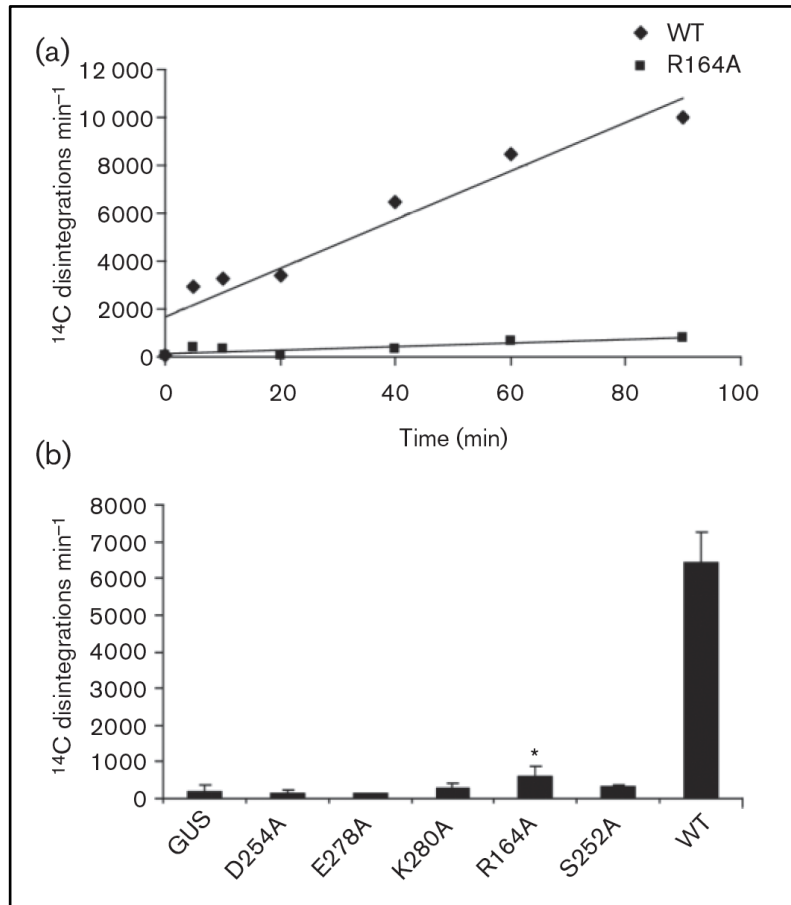 (a)
WT
R164A
12 000
10 000
8000
6000
4000
2000
0
¹⁴C disintegrations min⁻¹
0 20 40 60 80 100
Time (min)
(b)
8000
7000
6000
5000
4000
3000
2000
1000
0
¹⁴C disintegrations min⁻¹
*
GUS D254A E278A K280A R164A S252A WT